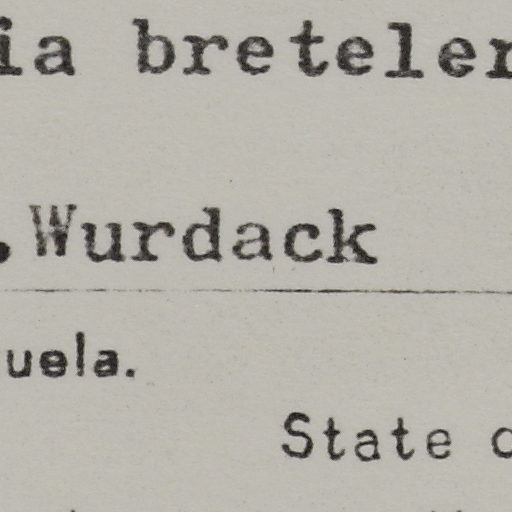 ia breteler
.Wurdack
uela.
State o